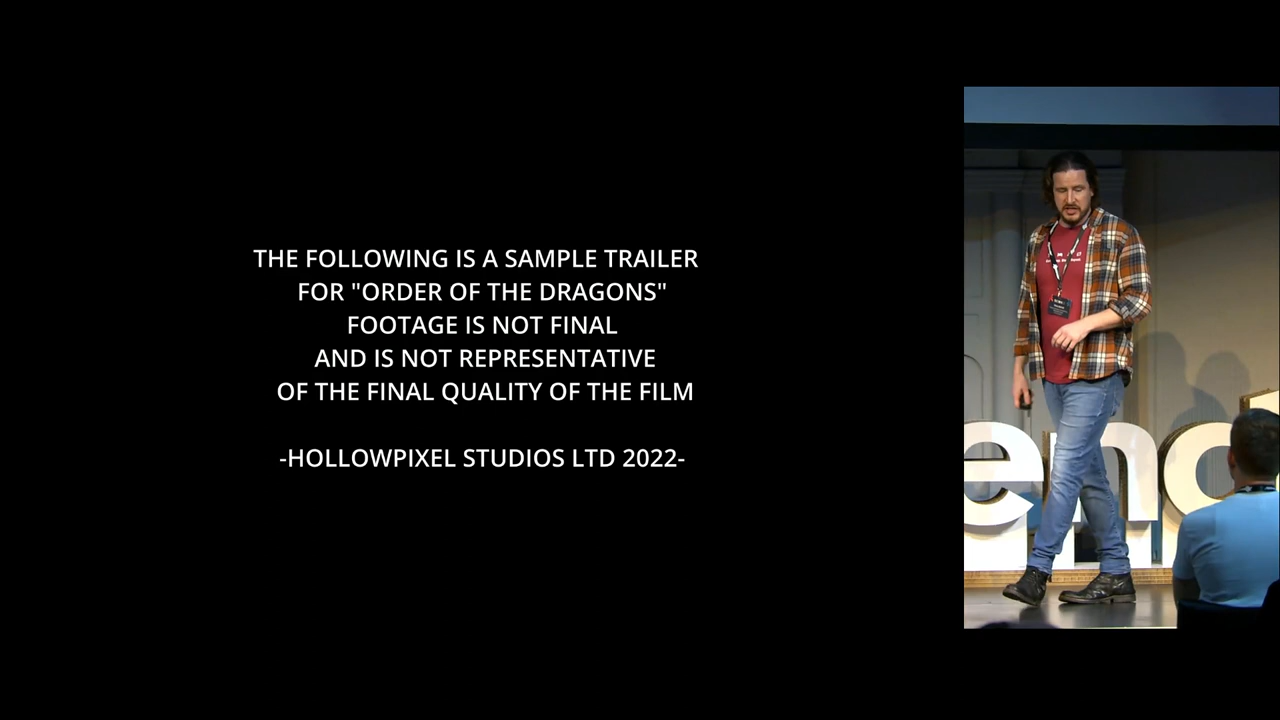 THE FOLLOWING IS A SAMPLE TRAILER
FOR "ORDER OF THE DRAGONS"
FOOTAGE IS NOT FINAL
AND IS NOT REPRESENTATIVE
OF THE FINAL QUALITY OF THE FILM
-HOLLOWPIXEL STUDIOS LTD 2022-
end